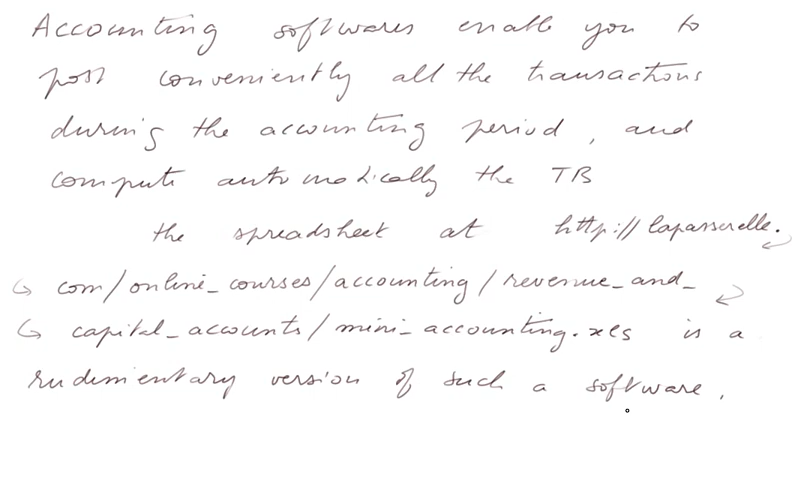 Accounting softwares enable you to
post conveniently all the transactions
during the accounting period, and
compute automatically the TB
the spreadsheet at http://lapasserelle.
com/online_courses/accounting/revenue_and_
capital_accounts/mini_accounting.xls is a
rudimentary version of such a software.